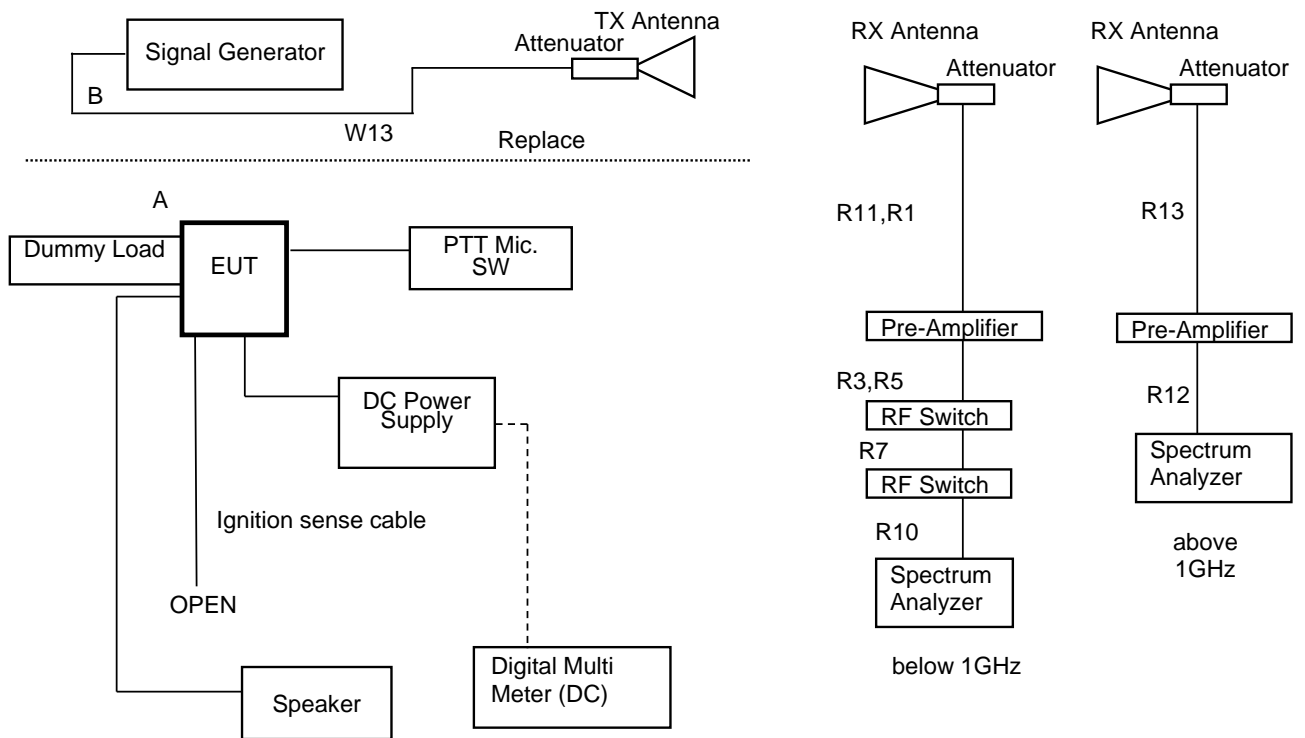 TX Antenna
Signal Generator
Attenuator
B
W13
Replace
A
Dummy Load
EUT
PTT Mic.
SW
DC Power
Supply
Ignition sense cable
OPEN
Speaker
Digital Multi
Meter (DC)
RX Antenna
Attenuator
R11,R1
Pre-Amplifier
R3,R5
RF Switch
R7
RF Switch
R10
Spectrum
Analyzer
below 1GHz
RX Antenna
Attenuator
R13
Pre-Amplifier
R12
Spectrum
Analyzer
above
1GHz